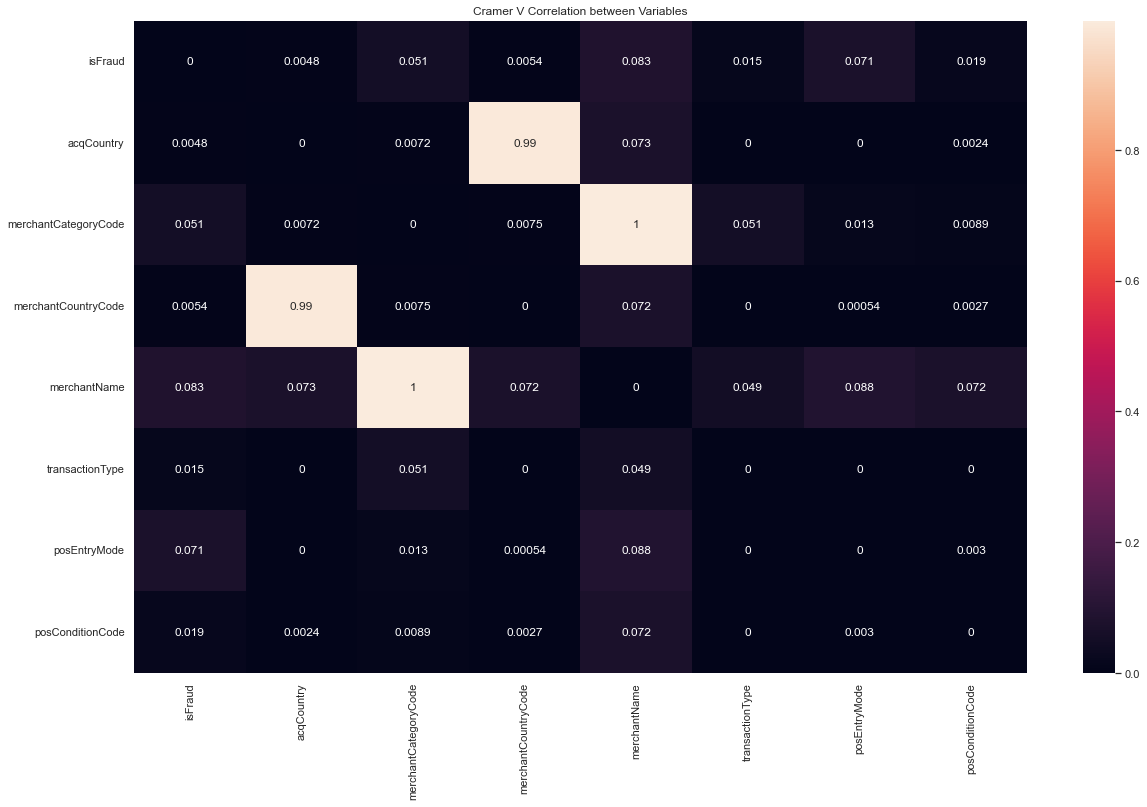 Cramer V Correlation between Variables
isFraud 0 0.0048 0.051 0.0054 0.083 0.015 0.071 0.019
acqCountry 0.0048 0 0.0072 0.99 0.073 0 0 0.0024
merchantCategoryCode 0.051 0.0072 0 0.0075 1 0.051 0.013 0.0089
merchantCountryCode 0.0054 0.99 0.0075 0 0.072 0 0.00054 0.0027
merchantName 0.083 0.073 1 0.072 0 0.049 0.088 0.072
transactionType 0.015 0 0.051 0 0.049 0 0 0
posEntryMode 0.071 0 0.013 0.00054 0.088 0 0 0.003
posConditionCode 0.019 0.0024 0.0089 0.0027 0.072 0 0.003 0
isFraud
acqCountry
merchantCategoryCode
merchantCountryCode
merchantName
transactionType
posEntryMode
posConditionCode
0.8
0.6
0.4
0.2
0.0